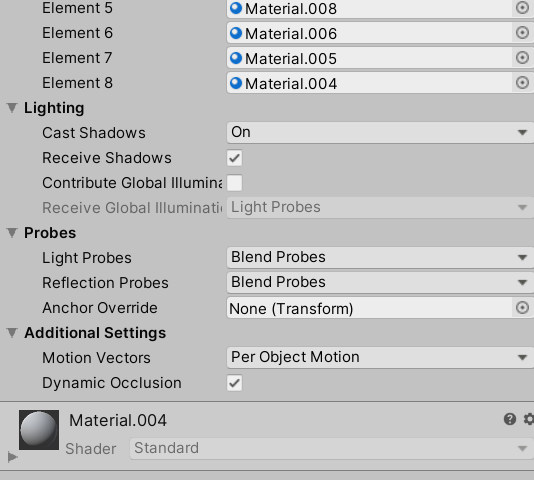 Element 5 Material.008
Element 6 Material.006
Element 7 Material.005
Element 8 Material.004
Lighting
Cast Shadows On
Receive Shadows
Contribute Global Illumina
Receive Global Illuminati Light Probes
Probes
Light Probes Blend Probes
Reflection Probes Blend Probes
Anchor Override None (Transform)
Additional Settings
Motion Vectors Per Object Motion
Dynamic Occlusion
Material.004
Shader Standard